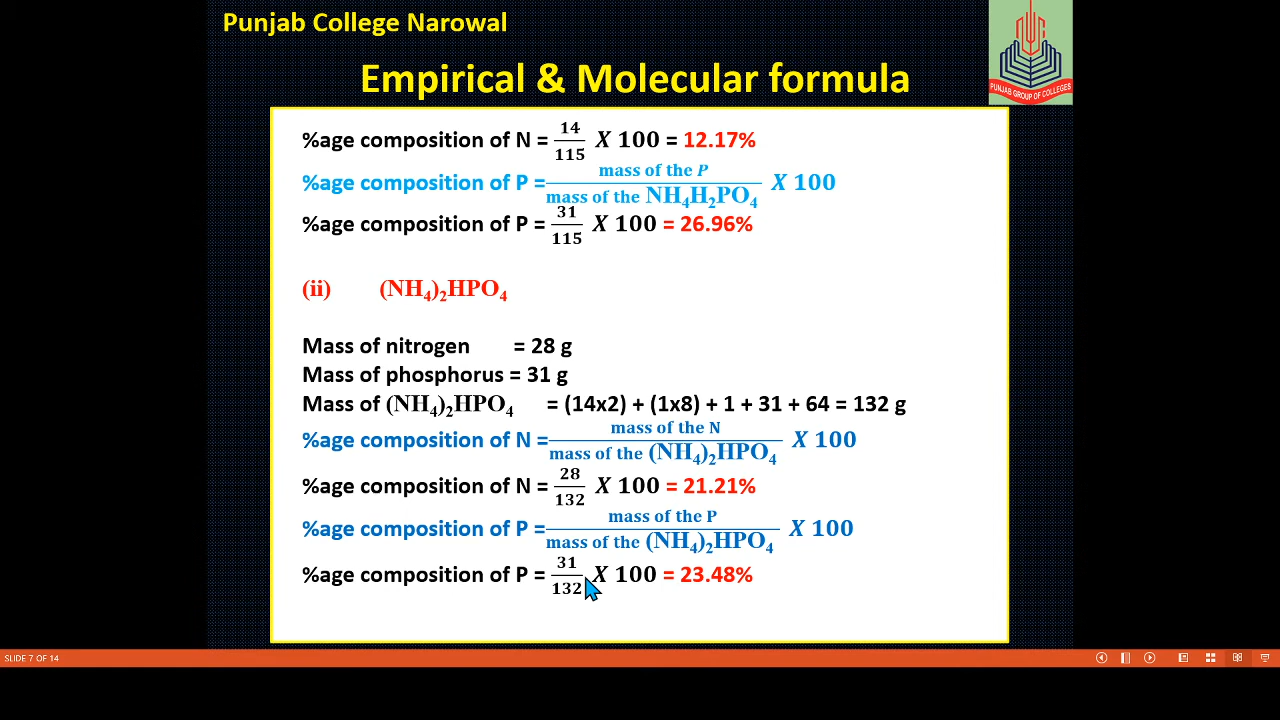 Punjab College Narowal
PUNJAB GROUP OF COLLEGES
Empirical & Molecular formula
%age composition of N = 14/115 X 100 = 12.17%
%age composition of P = mass of the P / mass of the NH₄H₂PO₄ X 100
%age composition of P = 31/115 X 100 = 26.96%
(ii) (NH₄)₂HPO₄
Mass of nitrogen = 28 g
Mass of phosphorus = 31 g
Mass of (NH₄)₂HPO₄ = (14x2) + (1x8) + 1 + 31 + 64 = 132 g
%age composition of N = mass of the N / mass of the (NH₄)₂HPO₄ X 100
%age composition of N = 28/132 X 100 = 21.21%
%age composition of P = mass of the P / mass of the (NH₄)₂HPO₄ X 100
%age composition of P = 31/132 X 100 = 23.48%
SLIDE 7 OF 14